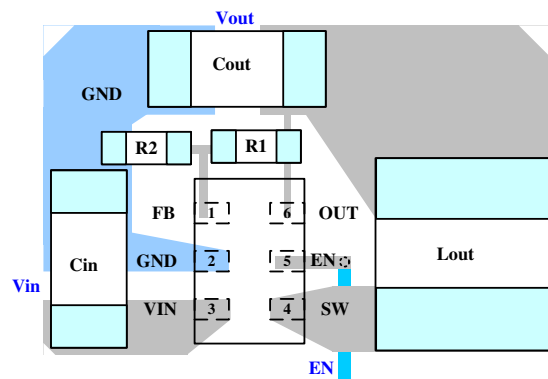 Vout
Cout
GND
R2
R1
FB
1
6
OUT
GND
2
5
EN
Lout
Cin
Vin
VIN
3
4
SW
EN